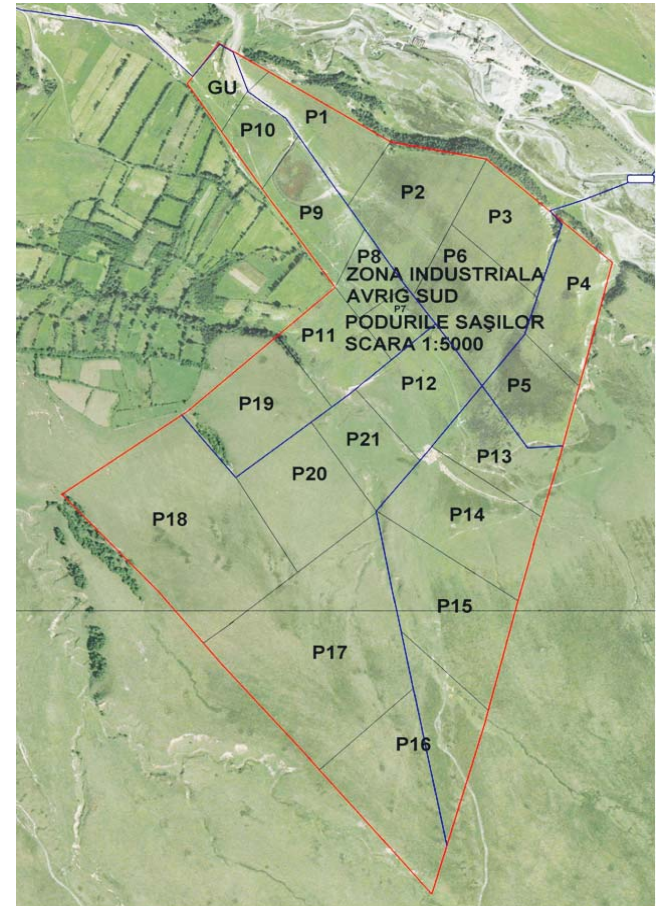 GU
P1
P10
P2
P3
P9
P8
P6
ZONA INDUSTRIALA
P4
AVRIG SUD
P7
PODURILE SAŞILOR
P11
SCARA 1:5000
P12
P5
P19
P21
P13
P20
P14
P18
P15
P17
P16